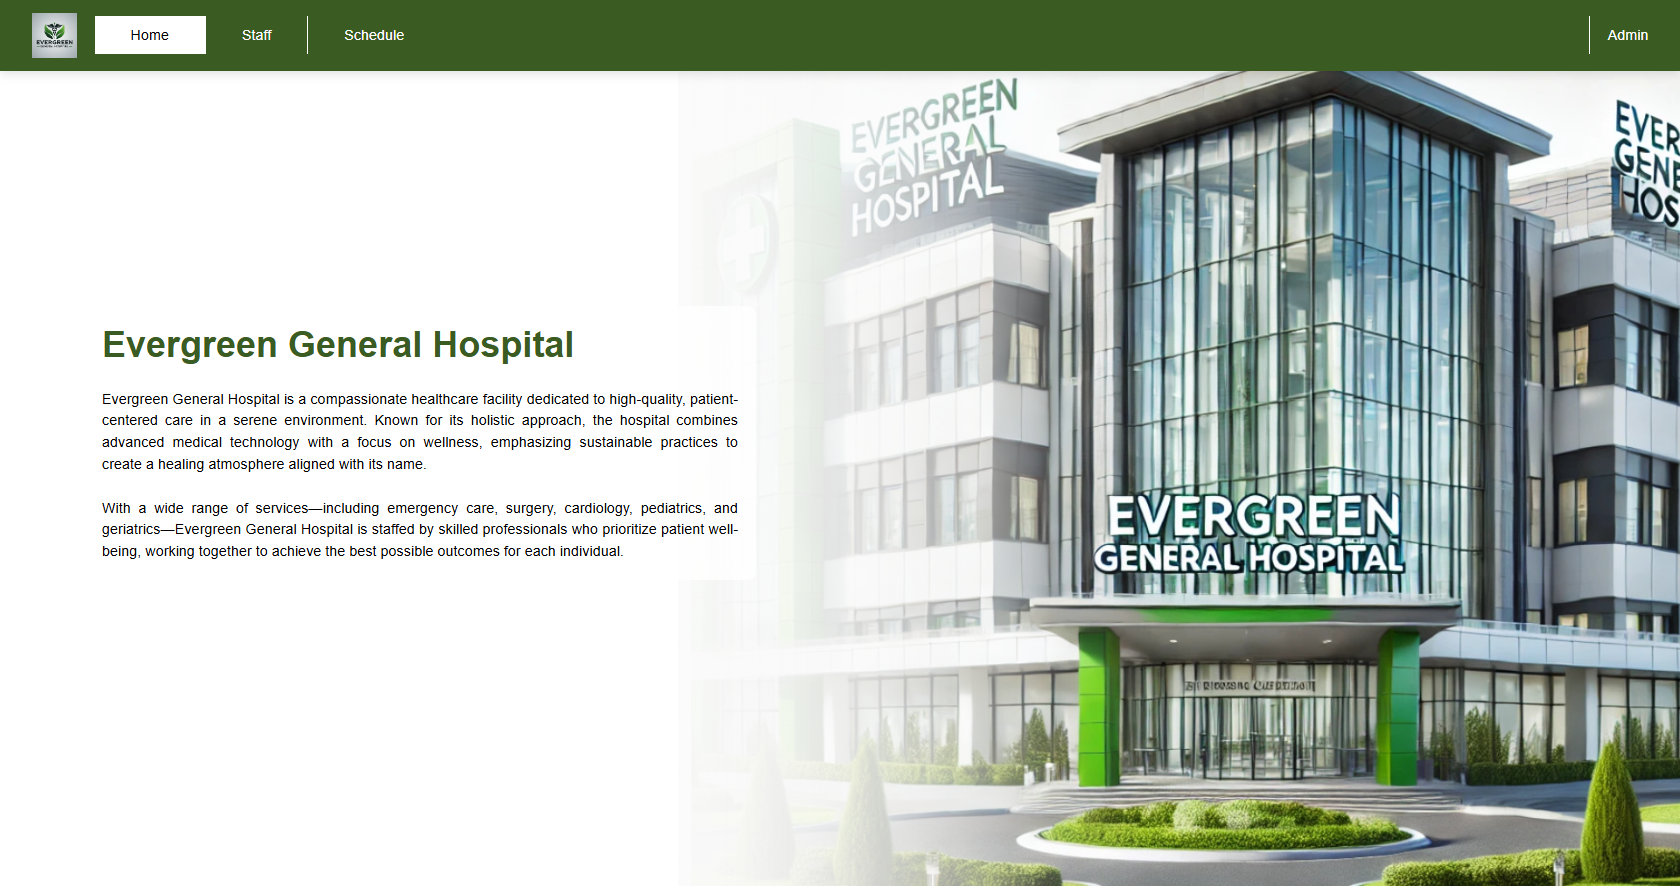 EVERGREEN
Home
Staff
Schedule
Admin
EVERGREEN
GENERAL
HOSPITAL
Evergreen General Hospital
Evergreen General Hospital is a compassionate healthcare facility dedicated to high-quality, patient-
centered care in a serene environment. Known for its holistic approach, the hospital combines
advanced medical technology with a focus on wellness, emphasizing sustainable practices to
create a healing atmosphere aligned with its name.
With a wide range of services—including emergency care, surgery, cardiology, pediatrics, and
geriatrics—Evergreen General Hospital is staffed by skilled professionals who prioritize patient well-
being, working together to achieve the best possible outcomes for each individual.
EVERGREEN
GENERAL HOSPITAL
EVER
GENE
HOS